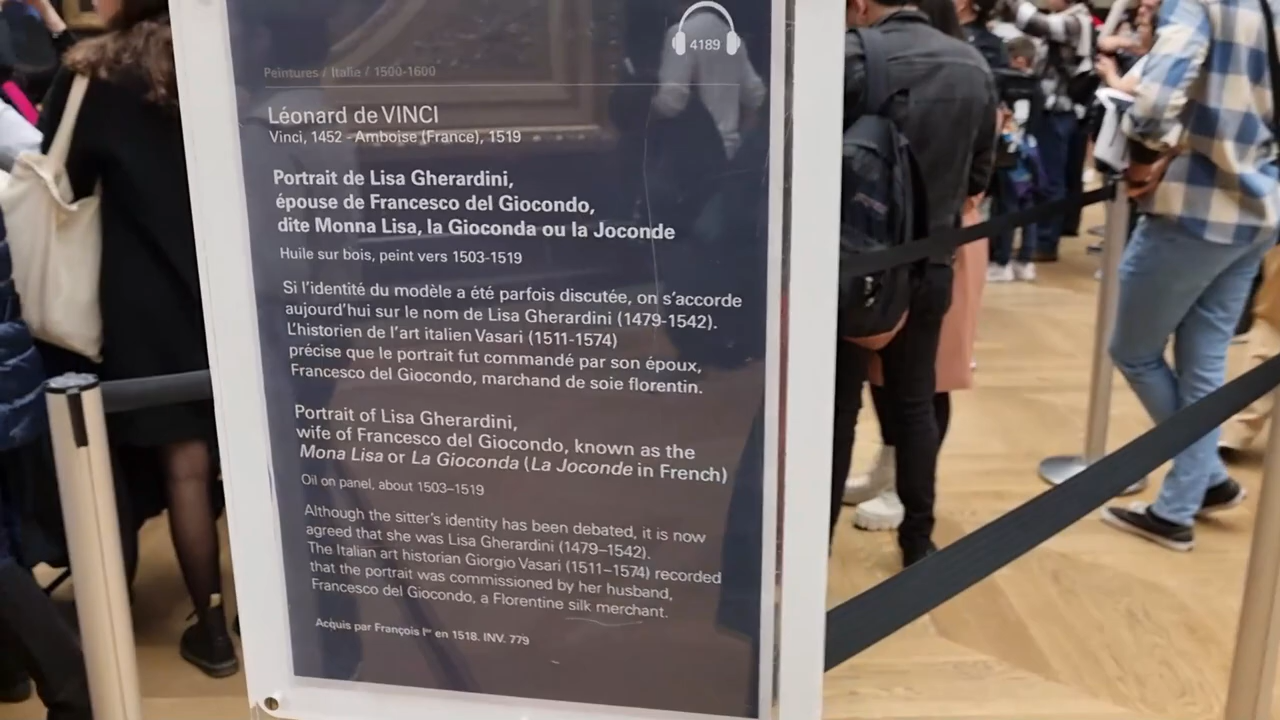 4189
Peintures / Italie / 1500-1600
Léonard de VINCI
Vinci, 1452 - Amboise (France), 1519
Portrait de Lisa Gherardini,
épouse de Francesco del Giocondo,
dite Monna Lisa, la Gioconda ou la Joconde
Huile sur bois, peint vers 1503-1519
Si l'identité du modèle a été parfois discutée, on s'accorde
aujourd'hui sur le nom de Lisa Gherardini (1479-1542).
L'historien de l'art italien Vasari (1511-1574)
précise que le portrait fut commandé par son époux,
Francesco del Giocondo, marchand de soie florentin.
Portrait of Lisa Gherardini,
wife of Francesco del Giocondo, known as the
Mona Lisa or La Gioconda (La Joconde in French)
Oil on panel, about 1503–1519
Although the sitter's identity has been debated, it is now
agreed that she was Lisa Gherardini (1479–1542).
The Italian art historian Giorgio Vasari (1511–1574) recorded
that the portrait was commissioned by her husband,
Francesco del Giocondo, a Florentine silk merchant.
Acquis par François Ier en 1518. INV. 779